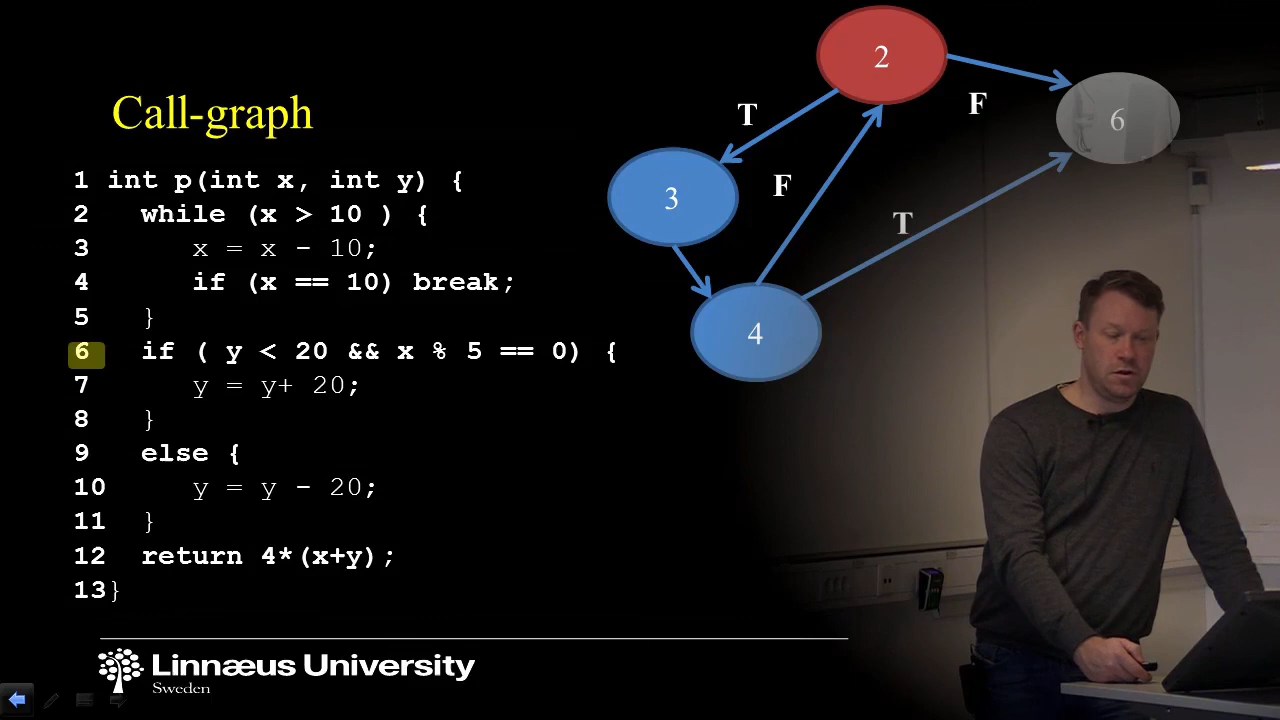 Call-graph
1 int p(int x, int y) {
2 while (x > 10 ) {
3 x = x - 10;
4 if (x == 10) break;
5 }
6 if ( y < 20 && x % 5 == 0) {
7 y = y+ 20;
8 }
9 else {
10 y = y - 20;
11 }
12 return 4*(x+y);
13}
2
T
F
6
3
F
T
4
Linnæus University
Sweden